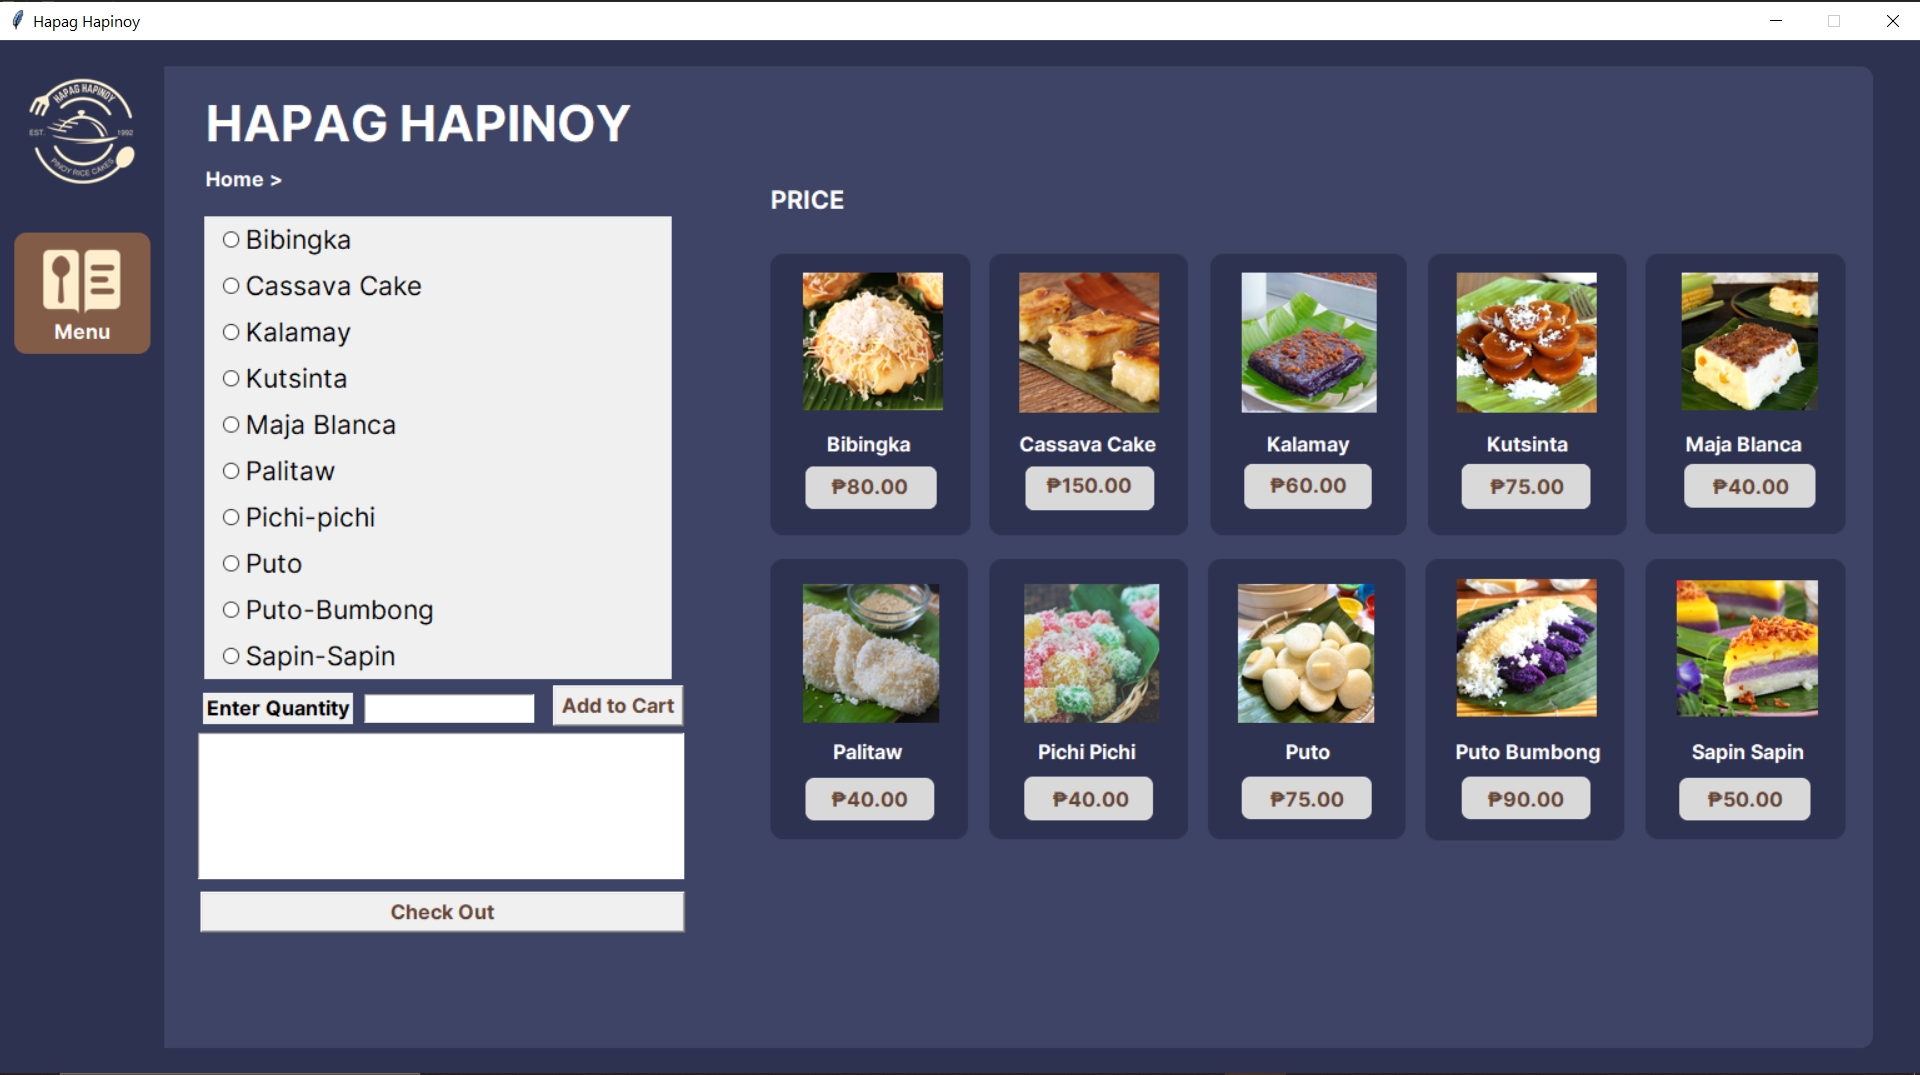 Hapag Hapinoy
HAPAG HAPINOY
EST. 1992
PINOY RICE CAKES
Menu
HAPAG HAPINOY
Home >
Bibingka
Cassava Cake
Kalamay
Kutsinta
Maja Blanca
Palitaw
Pichi-pichi
Puto
Puto-Bumbong
Sapin-Sapin
Enter Quantity
Add to Cart
Check Out
PRICE
Bibingka
₱80.00
Cassava Cake
₱150.00
Kalamay
₱60.00
Kutsinta
₱75.00
Maja Blanca
₱40.00
Palitaw
₱40.00
Pichi Pichi
₱40.00
Puto
₱75.00
Puto Bumbong
₱90.00
Sapin Sapin
₱50.00